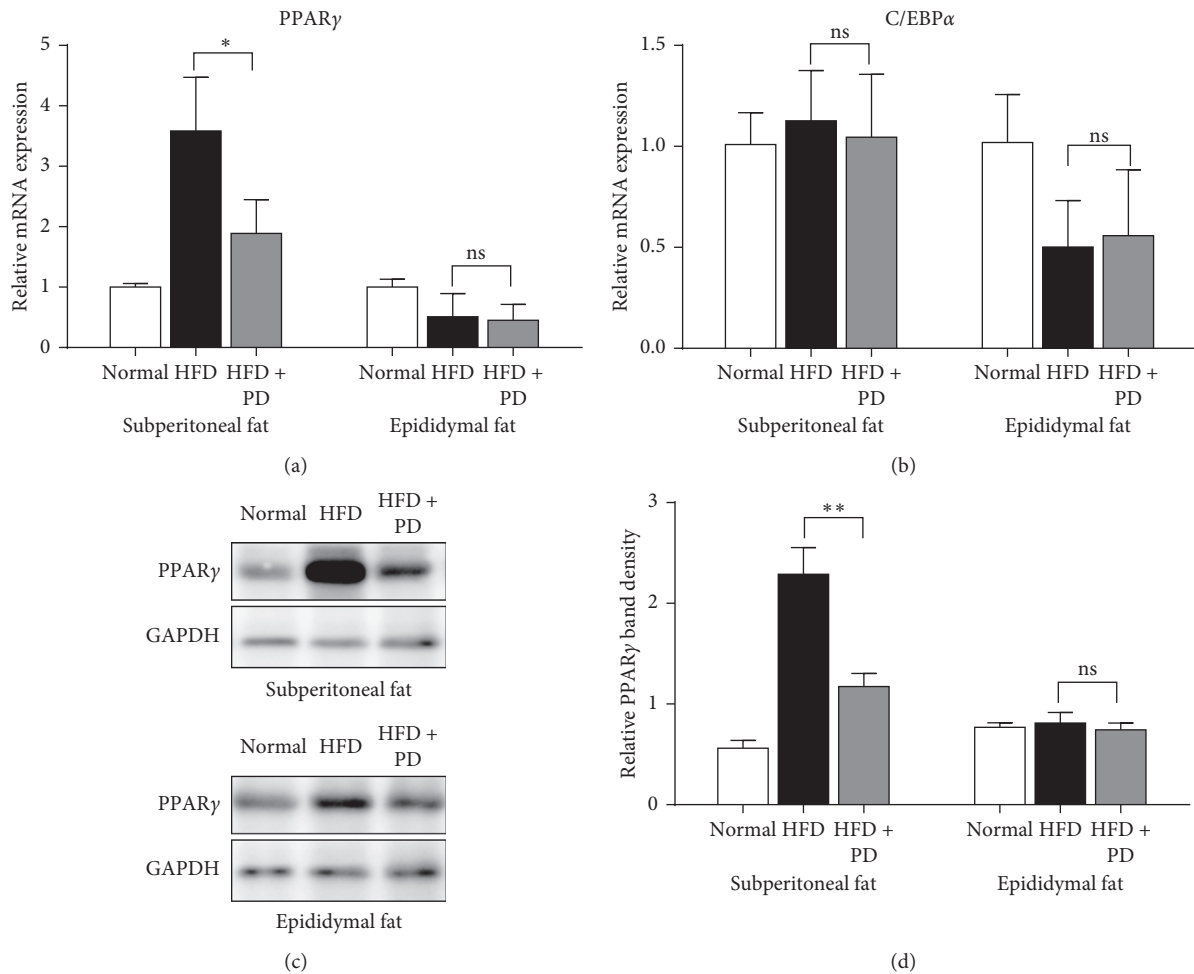 PPARγ
5
4
3
2
1
0
Relative mRNA expression
*
ns
Normal HFD HFD +
PD
Normal HFD HFD +
PD
Subperitoneal fat Epididymal fat
(a)
C/EBPα
1.5
1.0
0.5
0.0
Relative mRNA expression
ns
ns
Normal HFD HFD +
PD
Normal HFD HFD +
PD
Subperitoneal fat Epididymal fat
(b)
Normal HFD HFD +
PD
PPARγ
GAPDH
Subperitoneal fat
Normal HFD HFD +
PD
PPARγ
GAPDH
Epididymal fat
(c)
3
2
1
0
Relative PPARγ band density
**
ns
Normal HFD HFD +
PD
Normal HFD HFD +
PD
Subperitoneal fat Epididymal fat
(d)